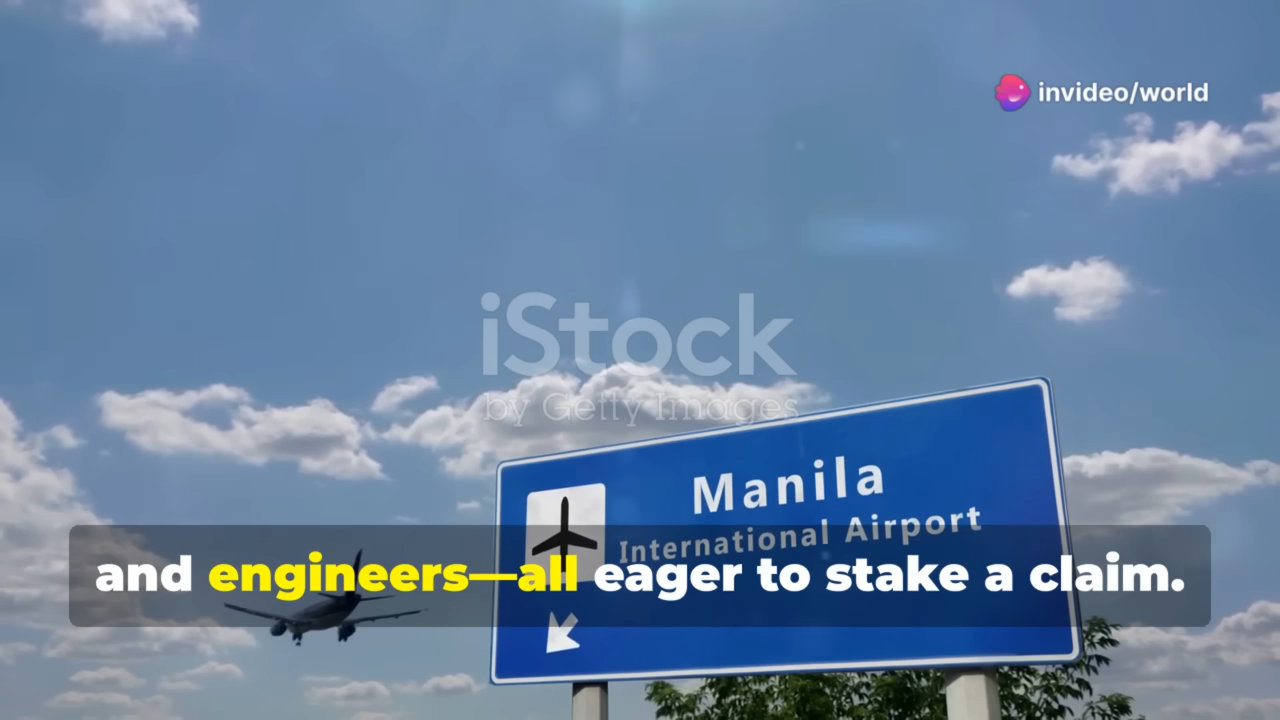 invideo/world
iStock
by Getty Images
Manila
International Airport
and engineers—all eager to stake a claim.